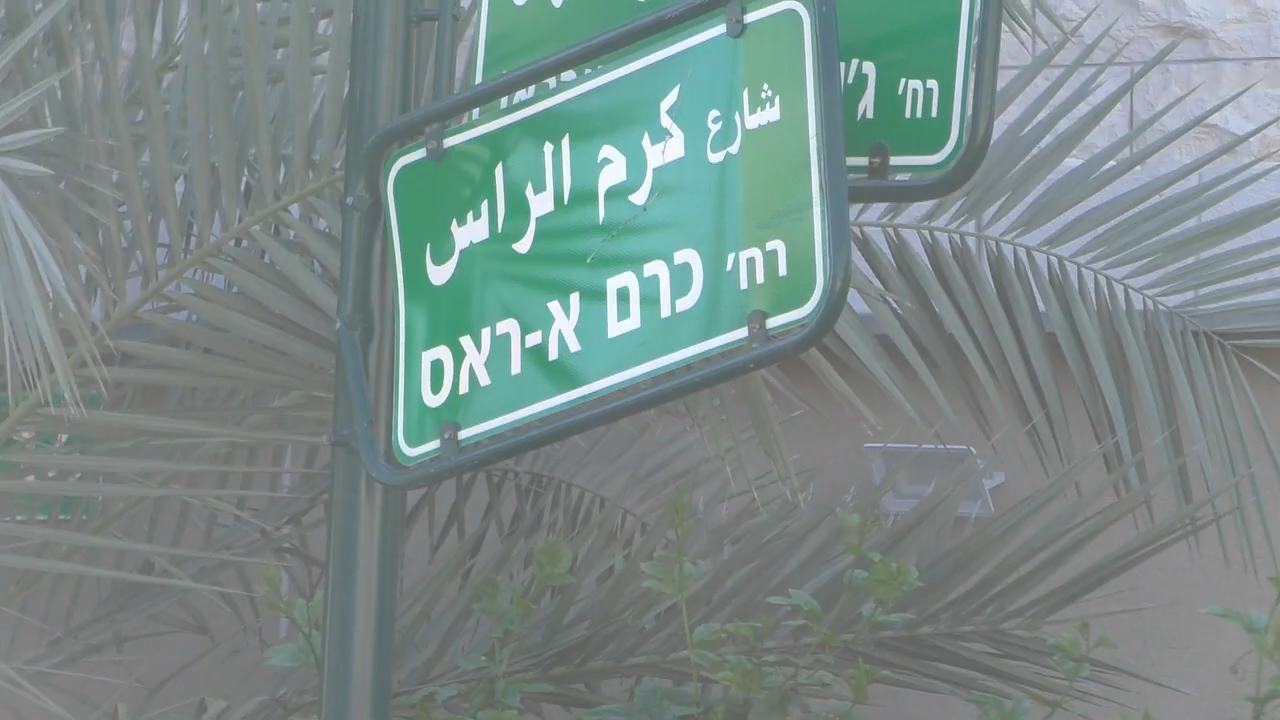 شارع كرم الراس
רח׳ כרם א-ראס
רח׳